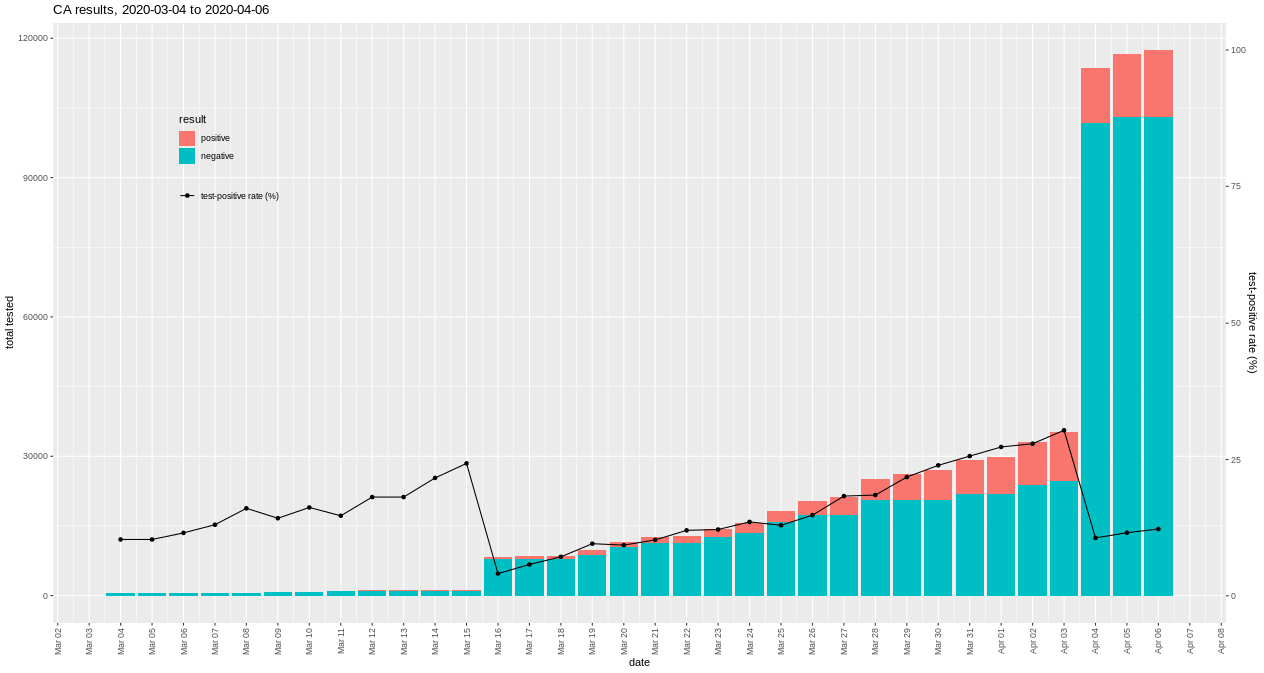 CA results, 2020-03-04 to 2020-04-06
120000
90000
60000
30000
0
total tested
result
positive
negative
test-positive rate (%)
100
75
50
25
0
test-positive rate (%)
Mar 02
Mar 03
Mar 04
Mar 05
Mar 06
Mar 07
Mar 08
Mar 09
Mar 10
Mar 11
Mar 12
Mar 13
Mar 14
Mar 15
Mar 16
Mar 17
Mar 18
Mar 19
Mar 20
Mar 21
Mar 22
Mar 23
Mar 24
Mar 25
Mar 26
Mar 27
Mar 28
Mar 29
Mar 30
Mar 31
Apr 01
Apr 02
Apr 03
Apr 04
Apr 05
Apr 06
Apr 07
Apr 08
date